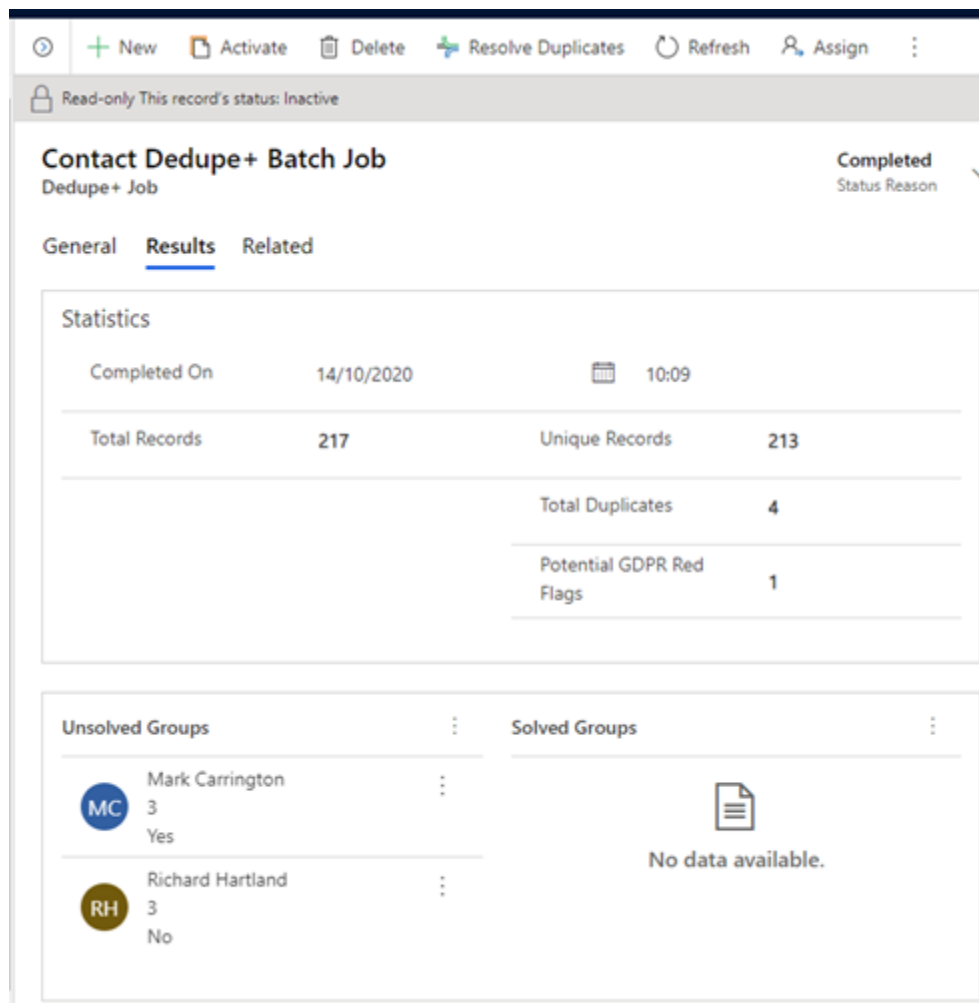 New Activate Delete Resolve Duplicates Refresh Assign
Read-only This record's status: Inactive
Contact Dedupe+ Batch Job
Dedupe+ Job
Completed
Status Reason
General Results Related
Statistics
Completed On 14/10/2020 10:09
Total Records 217 Unique Records 213
Total Duplicates 4
Potential GDPR Red
Flags
1
Unsolved Groups
MC
Mark Carrington
3
Yes
RH
Richard Hartland
3
No
Solved Groups
No data available.